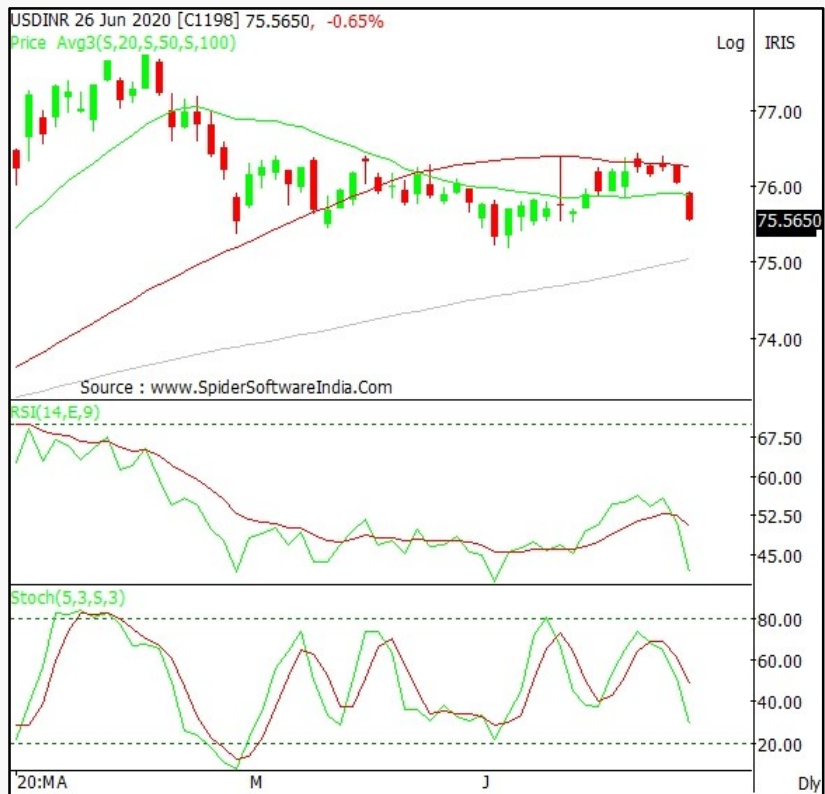 USDINR 26 Jun 2020 [C1198] 75.5650, -0.65%
Price Avg3(S,20,S,50,S,100)
Log
IRIS
77.00
76.00
75.5650
75.00
74.00
Source : www.SpiderSoftwareIndia.Com
RSI(14,E,9)
67.50
60.00
52.50
45.00
Stoch(5,3,S,3)
80.00
60.00
40.00
20.00
'20:MA M J Dly